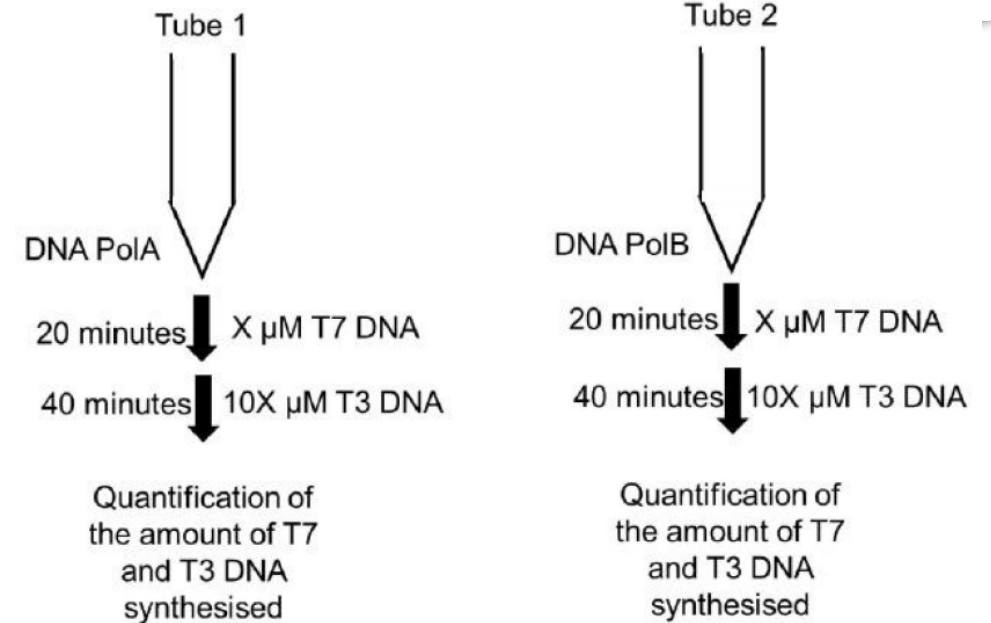 Tube 1
DNA PolA
20 minutes
X μM T7 DNA
40 minutes
10X μM T3 DNA
Quantification of
the amount of T7
and T3 DNA
synthesised
Tube 2
DNA PolB
20 minutes
X μM T7 DNA
40 minutes
10X μM T3 DNA
Quantification of
the amount of T7
and T3 DNA
synthesised